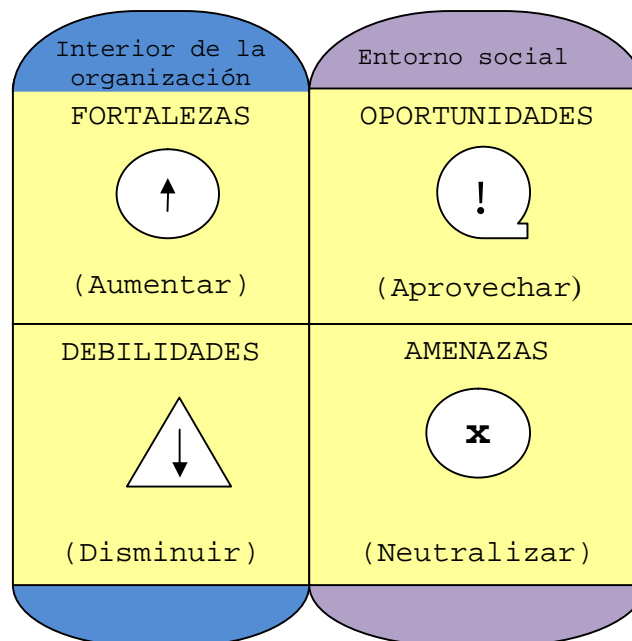 Interior de la
organización
Entorno social
FORTALEZAS
OPORTUNIDADES
!
(Aumentar)
(Aprovechar)
DEBILIDADES
AMENAZAS
x
(Disminuir)
(Neutralizar)